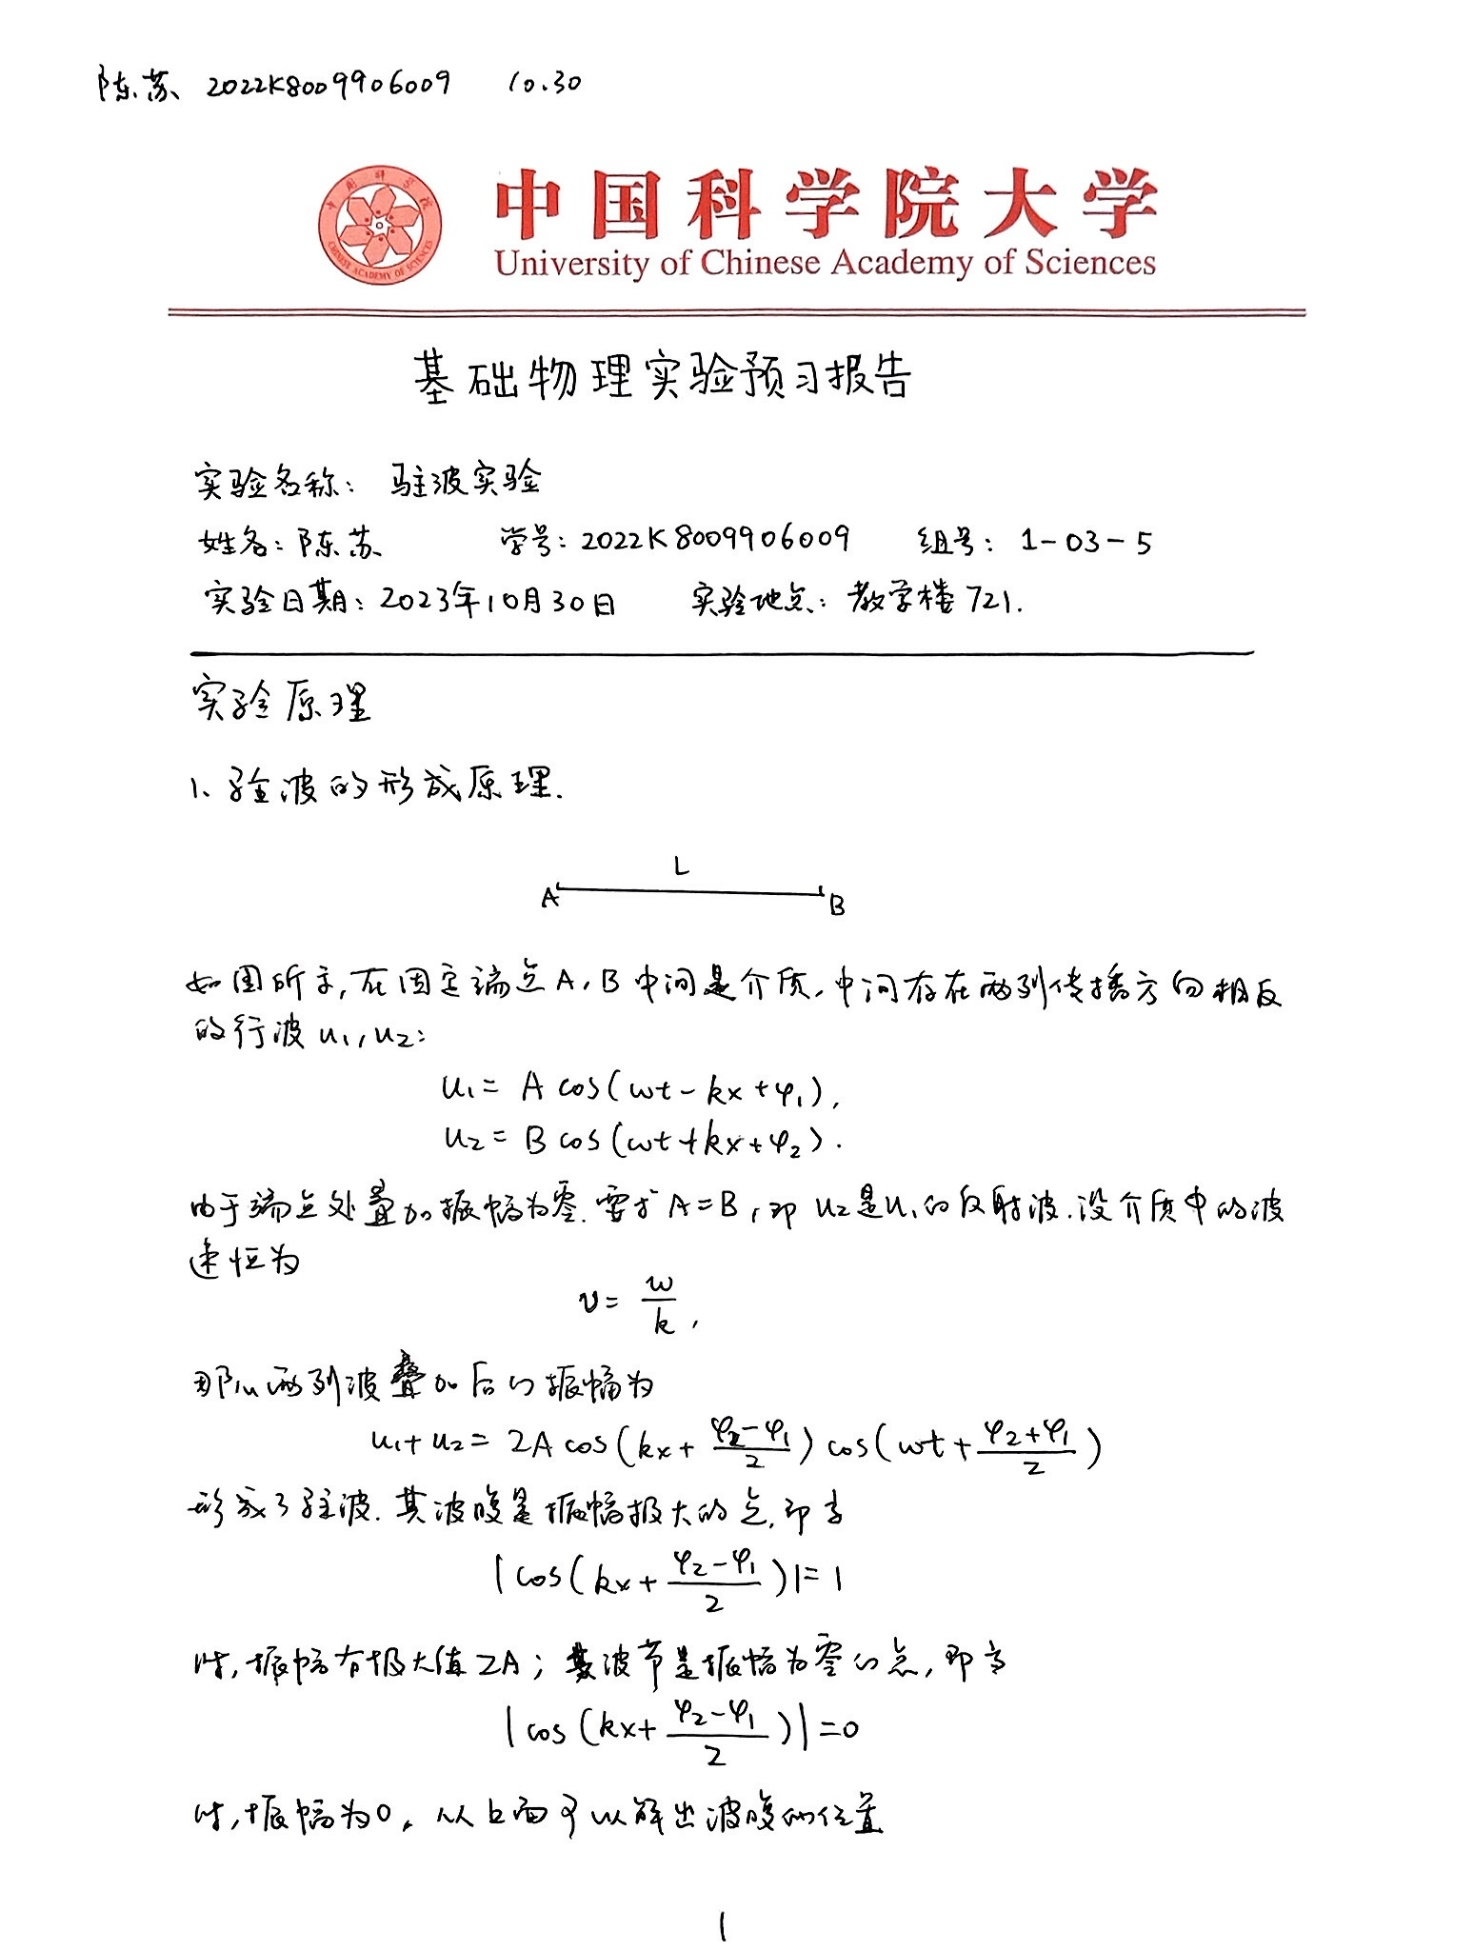 陈苏 2022K8009906009 10.30
中国科学院大学
University of Chinese Academy of Sciences
CHINESE ACADEMY OF SCIENCES
基础物理实验预习报告
实验名称: 驻波实验
姓名: 陈苏 学号: 2022K8009906009 组号: 1-03-5
实验日期: 2023年10月30日 实验地点: 教学楼721.
实验原理
1、驻波的形成原理.
L
A B
如图所示,在固定端点A,B中间是介质,中间存在两列传播方向相反
的行波u₁,u₂:
u₁= A cos(ωt-kx+φ₁),
u₂= B cos(ωt+kx+φ₂).
由于端点处叠加振幅为零.要求A=B,即u₂是u₁的反射波.设介质中的波
速恒为
v= ω/k,
那么两列波叠加后的振幅为
u₁+u₂= 2A cos(kx+ (φ₂-φ₁)/2) cos(ωt+ (φ₂+φ₁)/2)
形成了驻波.其波腹是振幅极大的点,即当
|cos(kx+ (φ₂-φ₁)/2)|=1
时,振幅有极大值2A; 其波节是振幅为零的点,即当
|cos(kx+ (φ₂-φ₁)/2)|=0
时,振幅为0。从上面可以解出波腹的位置
1